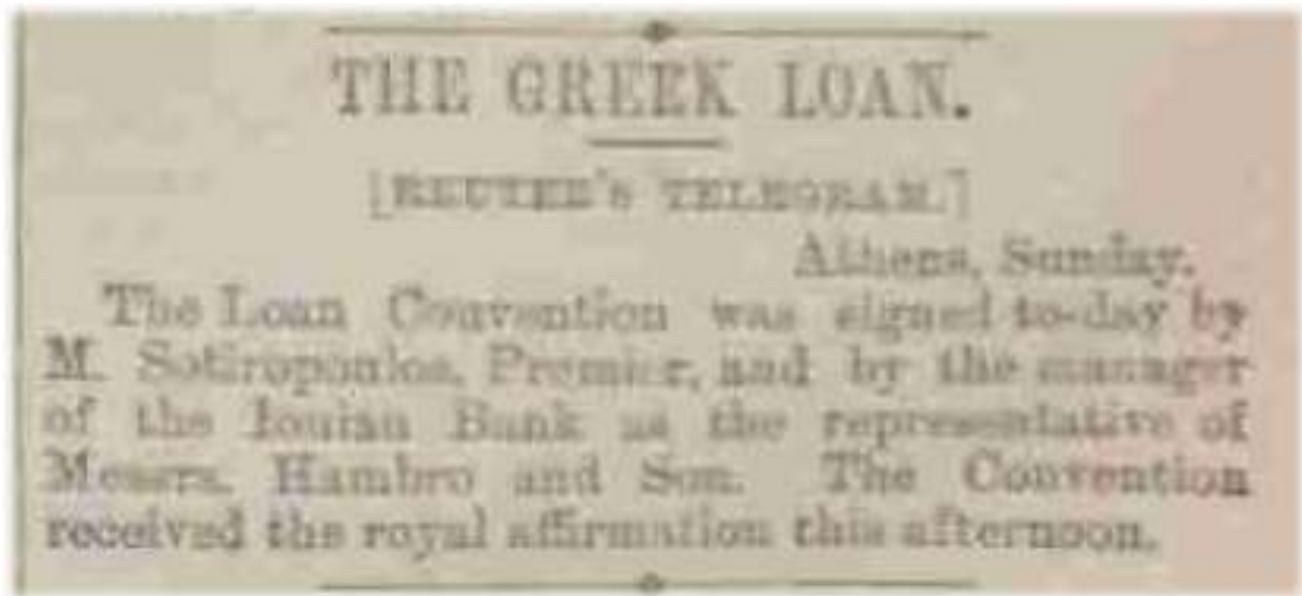 THE GREEK LOAN.
[REUTER'S TELEGRAM.]
Athens, Sunday.
The Loan Convention was signed to-day by
M. Sotiropoulos, Premier, and by the manager
of the Ionian Bank as the representative of
Messrs. Hambro and Son. The Convention
received the royal affirmation this afternoon.